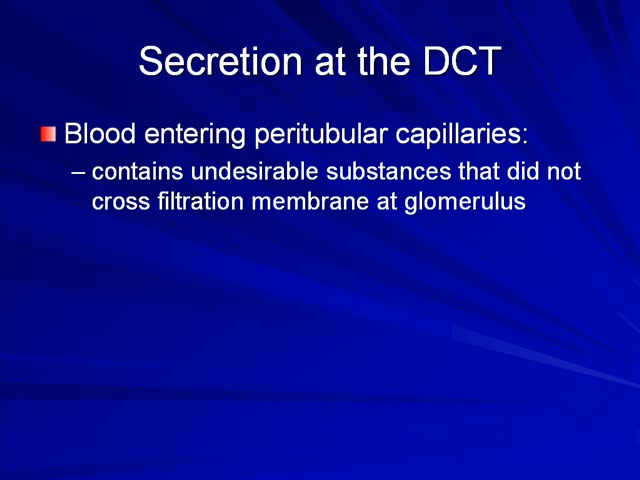 Secretion at the DCT
Blood entering peritubular capillaries:
– contains undesirable substances that did not
cross filtration membrane at glomerulus